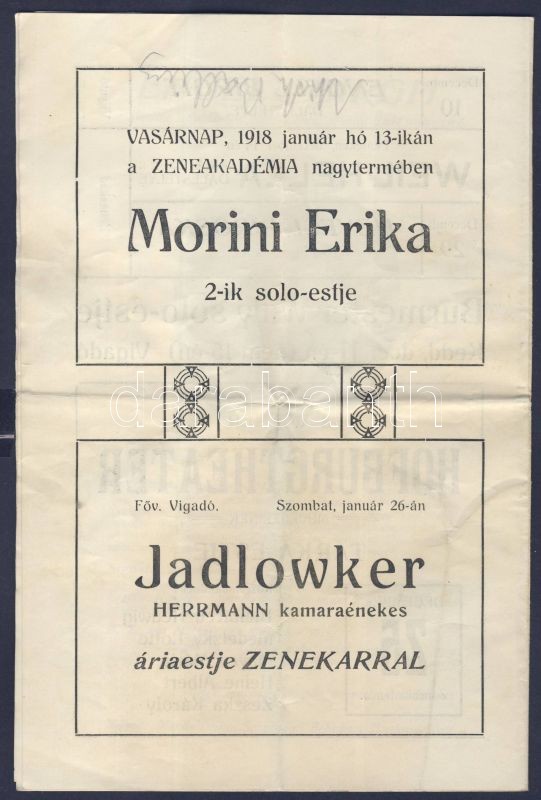 VASÁRNAP, 1918 január hó 13-ikán
a ZENEAKADÉMIA nagytermében
Morini Erika
2-ik solo-estje
darabanth
Főv. Vigadó. Szombat, január 26-án
Jadlowker
HERRMANN kamaraénekes
áriaestje ZENEKARRAL